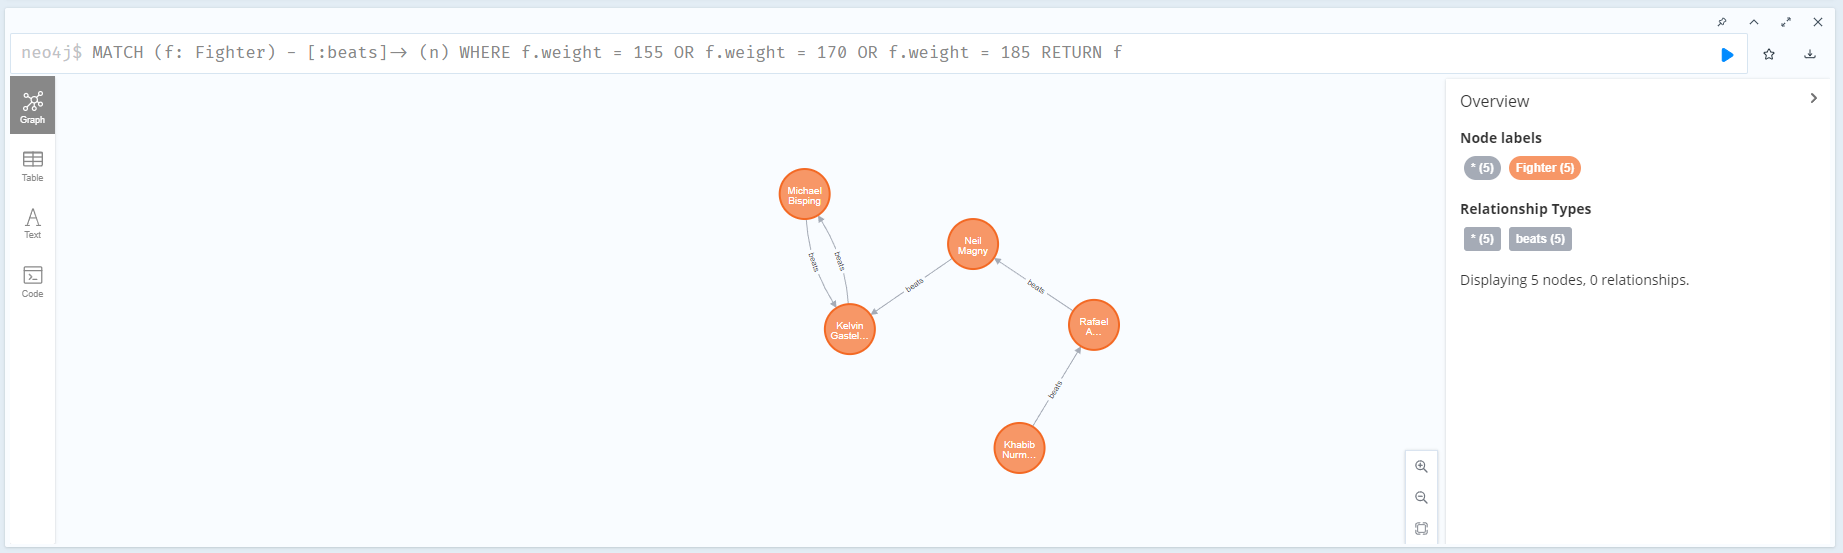 neo4j$ MATCH (f: Fighter) - [:beats]-> (n) WHERE f.weight = 155 OR f.weight = 170 OR f.weight = 185 RETURN f
Graph
Table
Text
Code
Michael
Bisping
beats
beats
Kelvin
Gastel...
beats
Neil
Magny
beats
Rafael
A...
beats
Khabib
Nurm...
Overview
Node labels
* (5) Fighter (5)
Relationship Types
* (5) beats (5)
Displaying 5 nodes, 0 relationships.